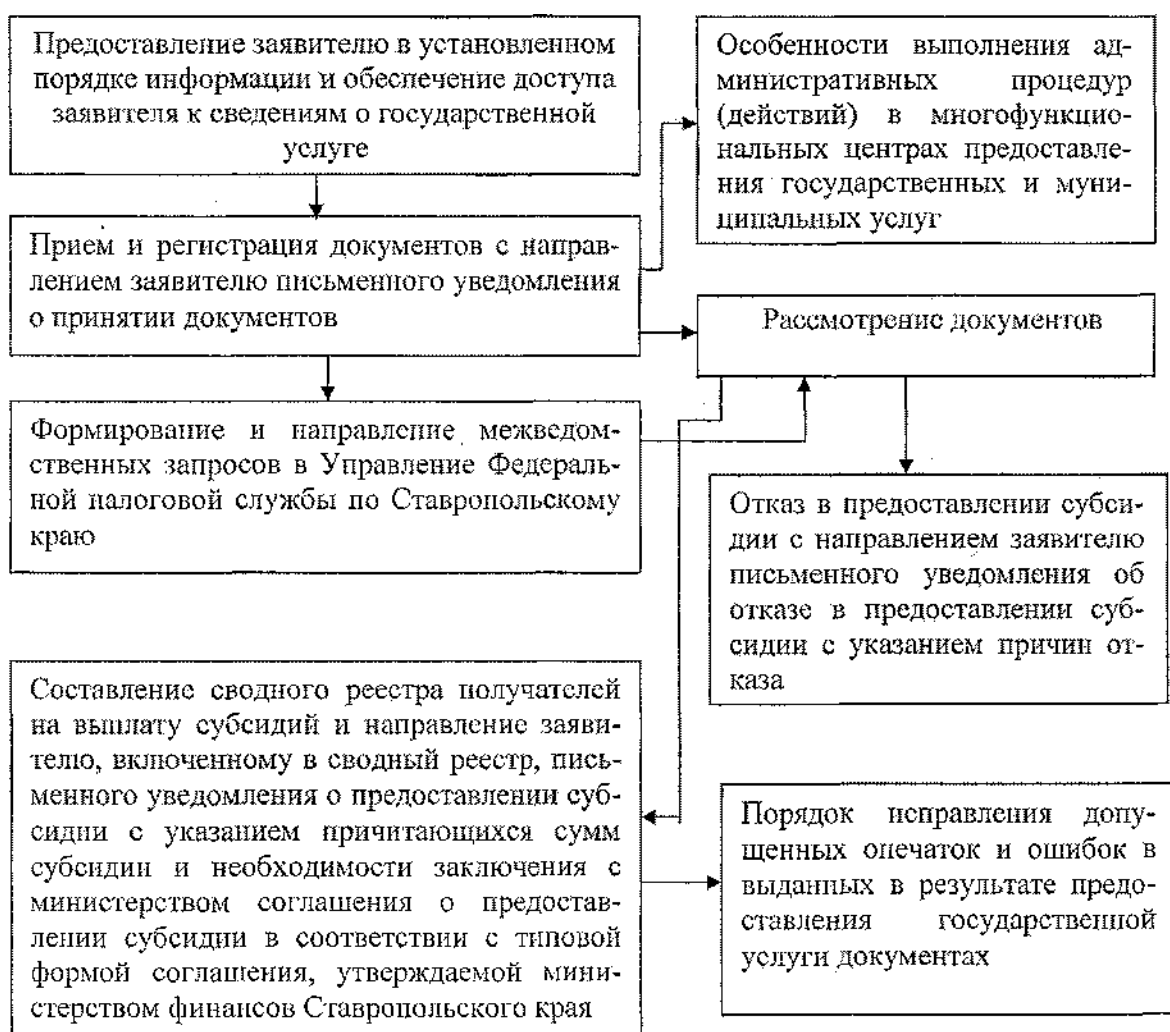 Предоставление заявителю в установленном
порядке информации и обеспечение доступа
заявителя к сведениям о государственной
услуге
Особенности выполнения ад-
министративных процедур
(действий) в многофункцио-
нальных центрах предоставле-
ния государственных и муни-
ципальных услуг
Прием и регистрация документов с направ-
лением заявителю письменного уведомления
о принятии документов
Рассмотрение документов
Формирование и направление межведом-
ственных запросов в Управление Федераль-
ной налоговой службы по Ставропольскому
краю
Отказ в предоставлении субси-
дии с направлением заявителю
письменного уведомления об
отказе в предоставлении суб-
сидии с указанием причин от-
каза
Составление сводного реестра получателей
на выплату субсидий и направление заяви-
телю, включенному в сводный реестр, пись-
менного уведомления о предоставлении суб-
сидии с указанием причитающихся сумм
субсидии и необходимости заключения с
министерством соглашения о предостав-
лении субсидии в соответствии с типовой
формой соглашения, утверждаемой мини-
стерством финансов Ставропольского края
Порядок исправления допу-
щенных опечаток и ошибок в
выданных в результате предо-
ставления государственной
услуги документах